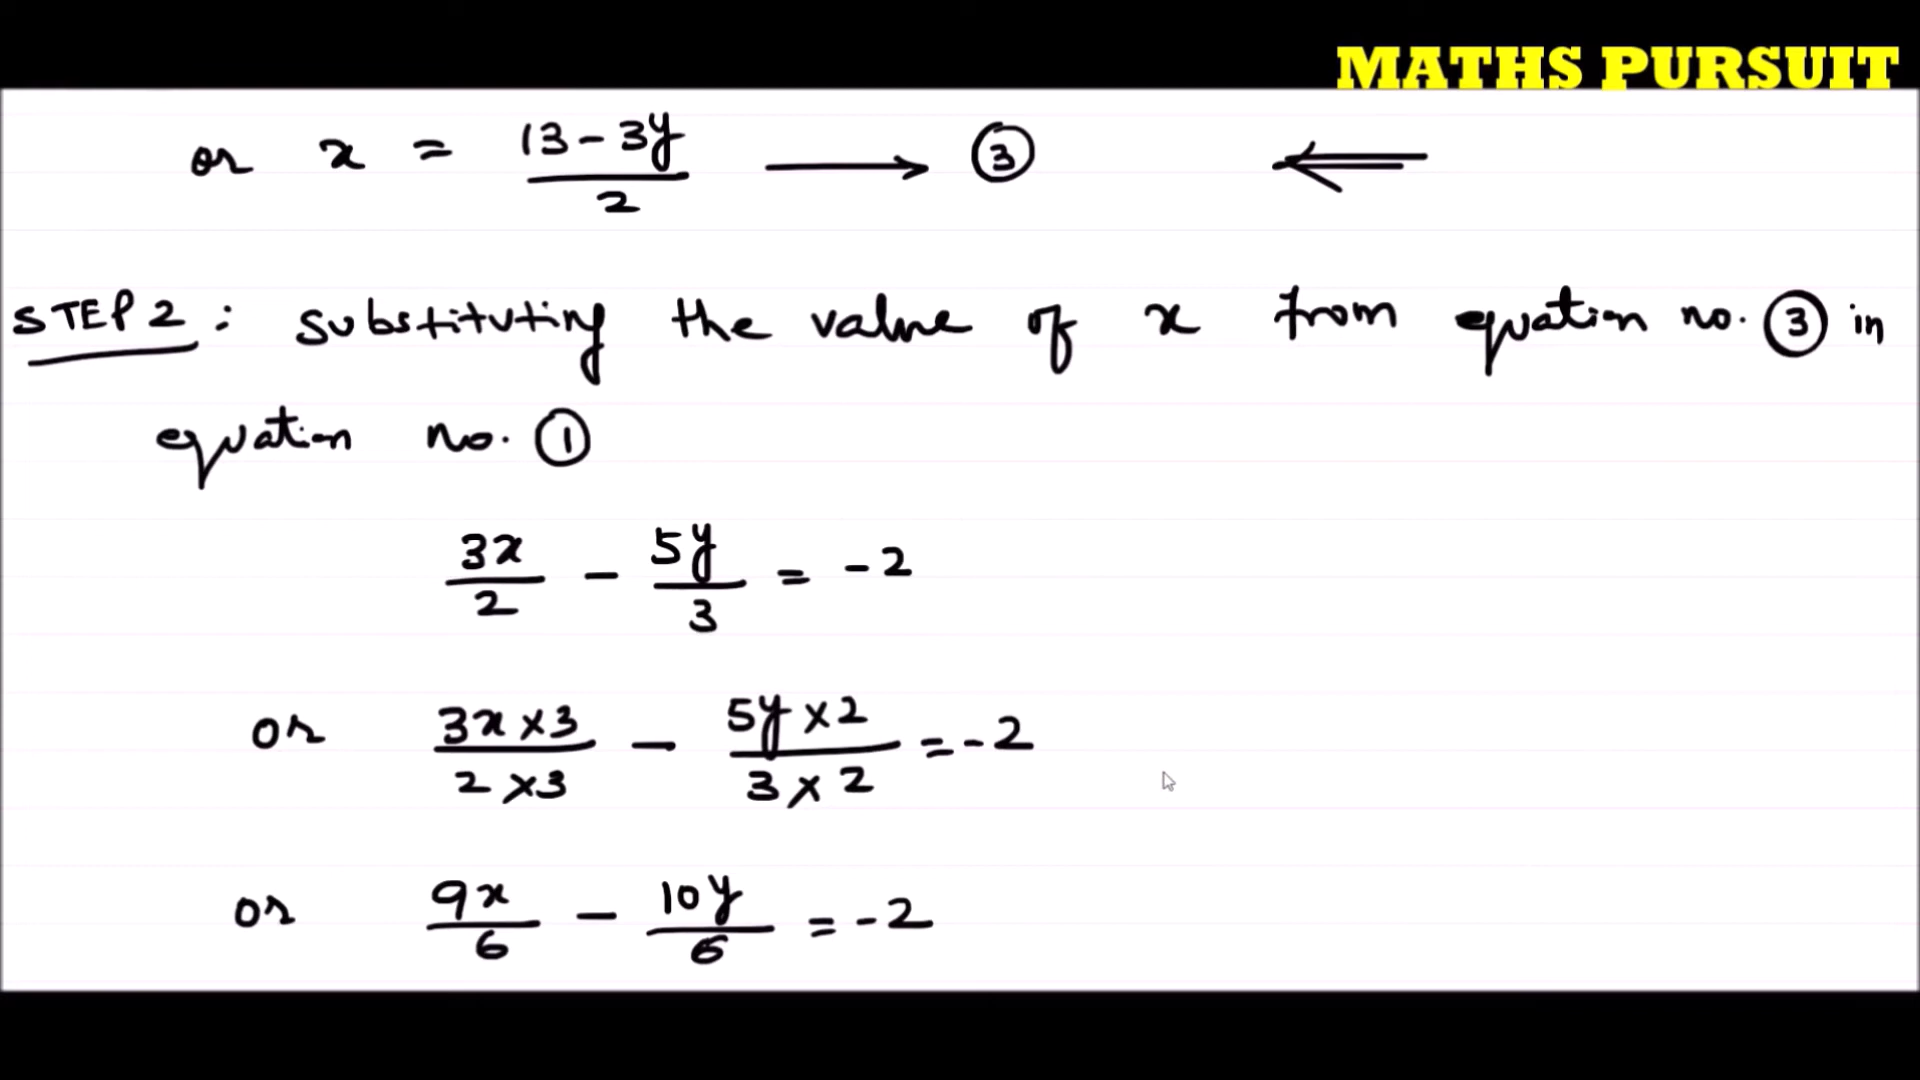 MATHS PURSUIT
or x = (13 - 3y)/2 ⟶ ③ ⇐
STEP 2 : substituting the value of x from equation no. ③ in
equation no. ①
3x/2 - 5y/3 = -2
or (3x × 3)/(2 × 3) - (5y × 2)/(3 × 2) = -2
or 9x/6 - 10y/6 = -2